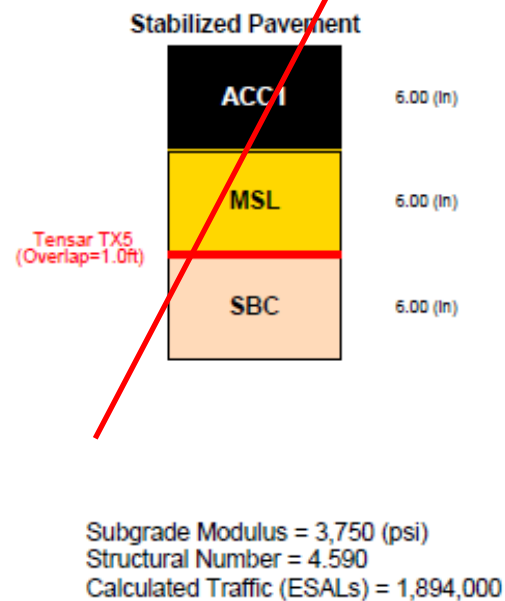 Stabilized Pavement
ACC1
6.00 (in)
MSL
6.00 (in)
Tensar TX5
(Overlap=1.0ft)
SBC
6.00 (in)
Subgrade Modulus = 3,750 (psi)
Structural Number = 4.590
Calculated Traffic (ESALs) = 1,894,000